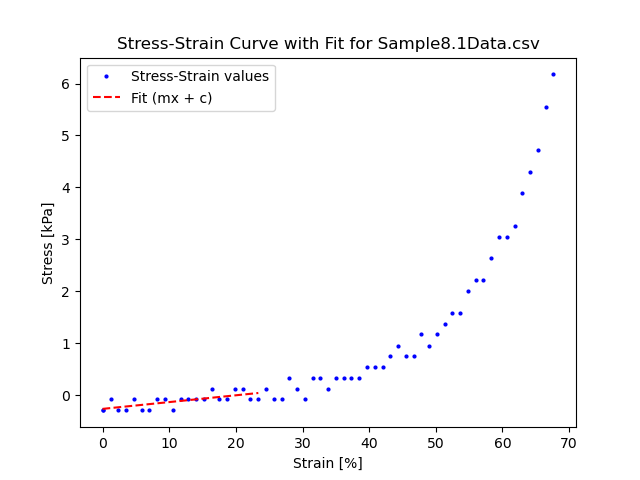 Stress-Strain Curve with Fit for Sample8.1Data.csv
Stress-Strain values
Fit (mx + c)
Stress [kPa]
6
5
4
3
2
1
0
0 10 20 30 40 50 60 70
Strain [%]